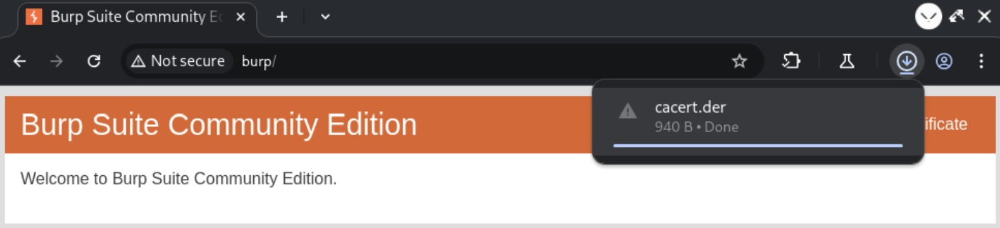 Burp Suite Community Ed
Not secure burp/
cacert.der
940 B • Done
Burp Suite Community Edition
ificate
Welcome to Burp Suite Community Edition.